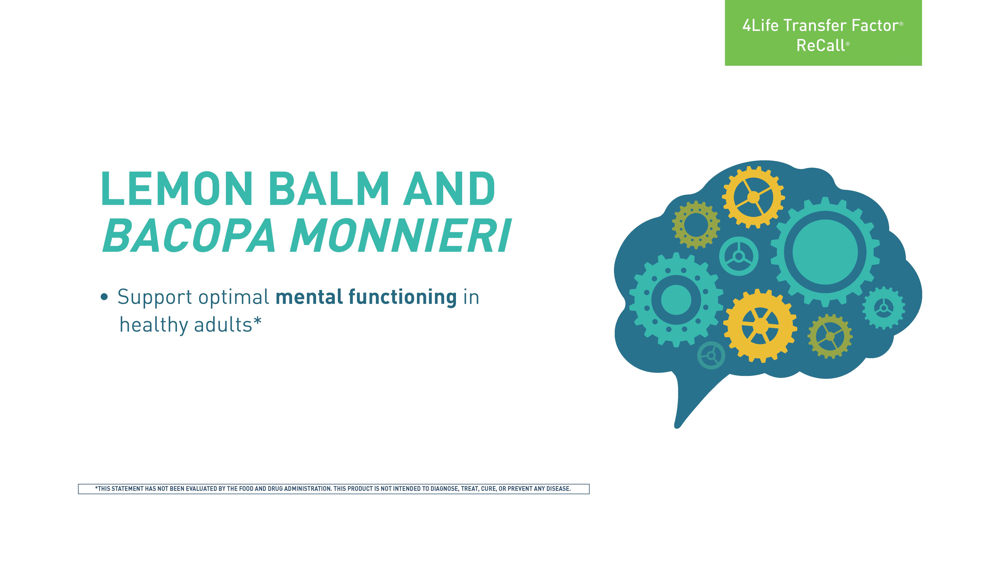 4Life Transfer Factor®
ReCall®
LEMON BALM AND
BACOPA MONNIERI
• Support optimal mental functioning in
healthy adults*
*THIS STATEMENT HAS NOT BEEN EVALUATED BY THE FOOD AND DRUG ADMINISTRATION. THIS PRODUCT IS NOT INTENDED TO DIAGNOSE, TREAT, CURE, OR PREVENT ANY DISEASE.